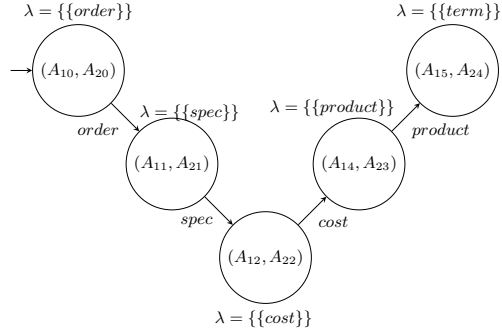 λ = {{order}}
λ = {{term}}
(A₁₀, A₂₀)
(A₁₅, A₂₄)
λ = {{spec}}
λ = {{product}}
order
product
(A₁₁, A₂₁)
(A₁₄, A₂₃)
spec
cost
(A₁₂, A₂₂)
λ = {{cost}}